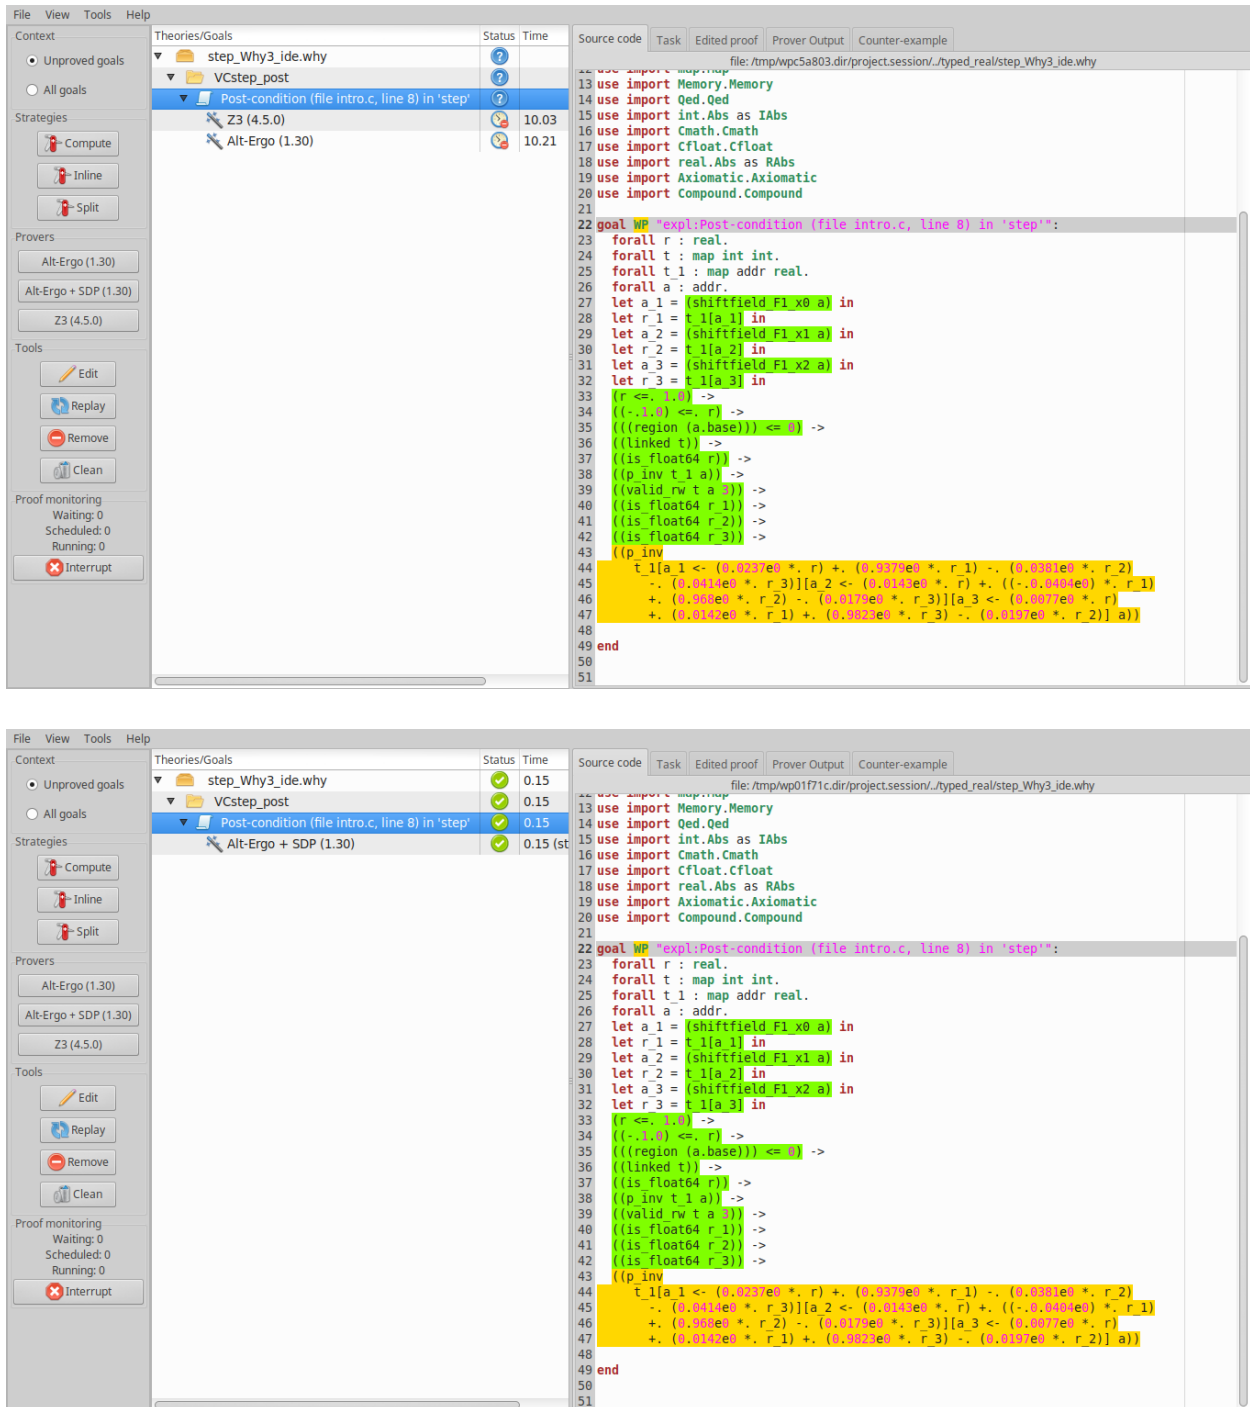 File View Tools Help
Context
Unproved goals
All goals
Strategies
Compute
Inline
Split
Provers
Alt-Ergo (1.30)
Alt-Ergo + SDP (1.30)
Z3 (4.5.0)
Tools
Edit
Replay
Remove
Clean
Proof monitoring
Waiting: 0
Scheduled: 0
Running: 0
Interrupt
Theories/Goals Status Time
step_Why3_ide.why
VCstep_post
Post-condition (file intro.c, line 8) in 'step'
Z3 (4.5.0) 10.03
Alt-Ergo (1.30) 10.21
Source code Task Edited proof Prover Output Counter-example
file: /tmp/wpc5a803.dir/project.session/../typed_real/step_Why3_ide.why
12 use import map.Map
13 use import Memory.Memory
14 use import Qed.Qed
15 use import int.Abs as IAbs
16 use import Cmath.Cmath
17 use import Cfloat.Cfloat
18 use import real.Abs as RAbs
19 use import Axiomatic.Axiomatic
20 use import Compound.Compound
21
22 goal WP "expl:Post-condition (file intro.c, line 8) in 'step'":
23 forall r : real.
24 forall t : map int int.
25 forall t_1 : map addr real.
26 forall a : addr.
27 let a_1 = (shiftfield_F1_x0 a) in
28 let r_1 = t_1[a_1] in
29 let a_2 = (shiftfield_F1_x1 a) in
30 let r_2 = t_1[a_2] in
31 let a_3 = (shiftfield_F1_x2 a) in
32 let r_3 = t_1[a_3] in
33 (r <=. 1.0) ->
34 ((-.1.0) <=. r) ->
35 (((region (a.base))) <= 0) ->
36 ((linked t)) ->
37 ((is_float64 r)) ->
38 ((p_inv t_1 a)) ->
39 ((valid_rw t a 3)) ->
40 ((is_float64 r_1)) ->
41 ((is_float64 r_2)) ->
42 ((is_float64 r_3)) ->
43 ((p_inv
44 t_1[a_1 <- (0.0237e0 *. r) +. (0.9379e0 *. r_1) -. (0.0381e0 *. r_2)
45 -. (0.0414e0 *. r_3)][a_2 <- (0.0143e0 *. r) +. ((-.0.0404e0) *. r_1)
46 +. (0.968e0 *. r_2) -. (0.0179e0 *. r_3)][a_3 <- (0.0077e0 *. r)
47 +. (0.0142e0 *. r_1) +. (0.9823e0 *. r_3) -. (0.0197e0 *. r_2)] a))
48
49 end
50
51
File View Tools Help
Context
Unproved goals
All goals
Strategies
Compute
Inline
Split
Provers
Alt-Ergo (1.30)
Alt-Ergo + SDP (1.30)
Z3 (4.5.0)
Tools
Edit
Replay
Remove
Clean
Proof monitoring
Waiting: 0
Scheduled: 0
Running: 0
Interrupt
Theories/Goals Status Time
step_Why3_ide.why 0.15
VCstep_post 0.15
Post-condition (file intro.c, line 8) in 'step' 0.15
Alt-Ergo + SDP (1.30) 0.15 (st
Source code Task Edited proof Prover Output Counter-example
file: /tmp/wp01f71c.dir/project.session/../typed_real/step_Why3_ide.why
12 use import map.Map
13 use import Memory.Memory
14 use import Qed.Qed
15 use import int.Abs as IAbs
16 use import Cmath.Cmath
17 use import Cfloat.Cfloat
18 use import real.Abs as RAbs
19 use import Axiomatic.Axiomatic
20 use import Compound.Compound
21
22 goal WP "expl:Post-condition (file intro.c, line 8) in 'step'":
23 forall r : real.
24 forall t : map int int.
25 forall t_1 : map addr real.
26 forall a : addr.
27 let a_1 = (shiftfield_F1_x0 a) in
28 let r_1 = t_1[a_1] in
29 let a_2 = (shiftfield_F1_x1 a) in
30 let r_2 = t_1[a_2] in
31 let a_3 = (shiftfield_F1_x2 a) in
32 let r_3 = t_1[a_3] in
33 (r <=. 1.0) ->
34 ((-.1.0) <=. r) ->
35 (((region (a.base))) <= 0) ->
36 ((linked t)) ->
37 ((is_float64 r)) ->
38 ((p_inv t_1 a)) ->
39 ((valid_rw t a 3)) ->
40 ((is_float64 r_1)) ->
41 ((is_float64 r_2)) ->
42 ((is_float64 r_3)) ->
43 ((p_inv
44 t_1[a_1 <- (0.0237e0 *. r) +. (0.9379e0 *. r_1) -. (0.0381e0 *. r_2)
45 -. (0.0414e0 *. r_3)][a_2 <- (0.0143e0 *. r) +. ((-.0.0404e0) *. r_1)
46 +. (0.968e0 *. r_2) -. (0.0179e0 *. r_3)][a_3 <- (0.0077e0 *. r)
47 +. (0.0142e0 *. r_1) +. (0.9823e0 *. r_3) -. (0.0197e0 *. r_2)] a))
48
49 end
50
51